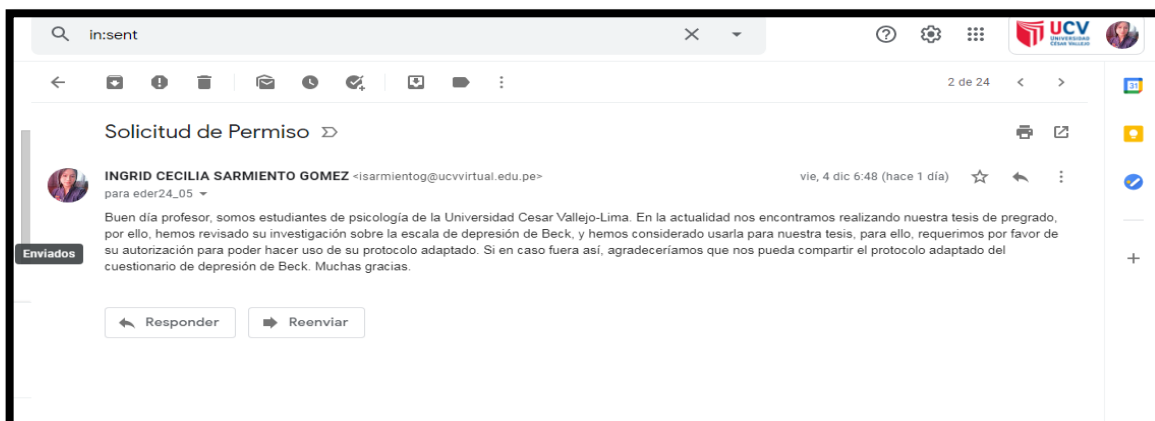 in:sent
UCV
UNIVERSIDAD
CÉSAR VALLEJO
2 de 24
31
Solicitud de Permiso
INGRID CECILIA SARMIENTO GOMEZ <isarmientog@ucvvirtual.edu.pe>
vie, 4 dic 6:48 (hace 1 día)
para eder24_05
Buen día profesor, somos estudiantes de psicología de la Universidad Cesar Vallejo-Lima. En la actualidad nos encontramos realizando nuestra tesis de pregrado,
por ello, hemos revisado su investigación sobre la escala de depresión de Beck, y hemos considerado usarla para nuestra tesis, para ello, requerimos por favor de
su autorización para poder hacer uso de su protocolo adaptado. Si en caso fuera así, agradeceríamos que nos pueda compartir el protocolo adaptado del
cuestionario de depresión de Beck. Muchas gracias.
Enviados
Responder
Reenviar